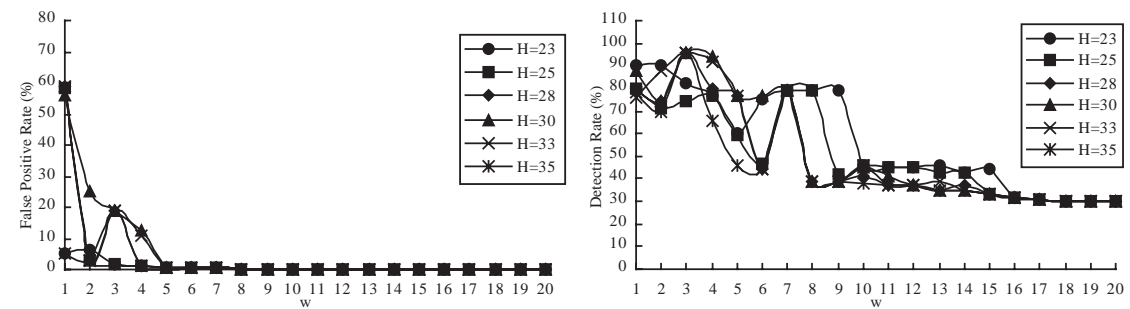 False Positive Rate (%)
80
70
60
50
40
30
20
10
0
1 2 3 4 5 6 7 8 9 10 11 12 13 14 15 16 17 18 19 20
w
H=23
H=25
H=28
H=30
H=33
H=35
Detection Rate (%)
110
100
90
80
70
60
50
40
30
20
10
0
1 2 3 4 5 6 7 8 9 10 11 12 13 14 15 16 17 18 19 20
w
H=23
H=25
H=28
H=30
H=33
H=35